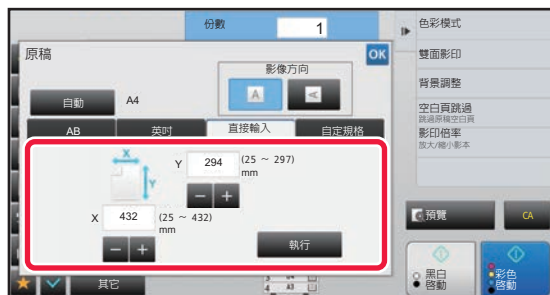 份數 1
原稿 OK
影像方向
A A
自動 A4
AB 英吋 直接輸入 自定規格
X
Y
Y 294 (25 ~ 297)
mm
X 432 (25 ~ 432)
mm
執行
其它
A3
色彩模式
雙面影印
背景調整
空白頁跳過
跳過原稿空白頁
影印倍率
放大/縮小影本
預覽 CA
黑白
啓動
彩色
啓動